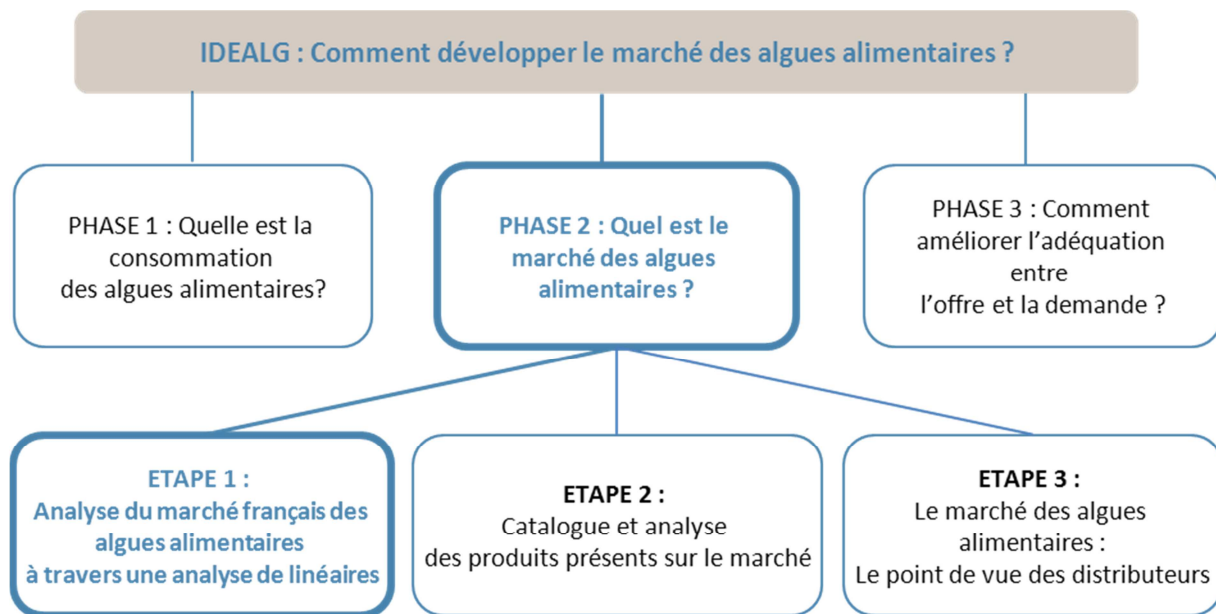 IDEALG : Comment développer le marché des algues alimentaires ?
PHASE 1 : Quelle est la
consommation
des algues alimentaires?
PHASE 2 : Quel est le
marché des algues
alimentaires ?
PHASE 3 : Comment
améliorer l’adéquation
entre
l’offre et la demande ?
ETAPE 1 :
Analyse du marché français des
algues alimentaires
à travers une analyse de linéaires
ETAPE 2 :
Catalogue et analyse
des produits présents sur le marché
ETAPE 3 :
Le marché des algues
alimentaires :
Le point de vue des distributeurs